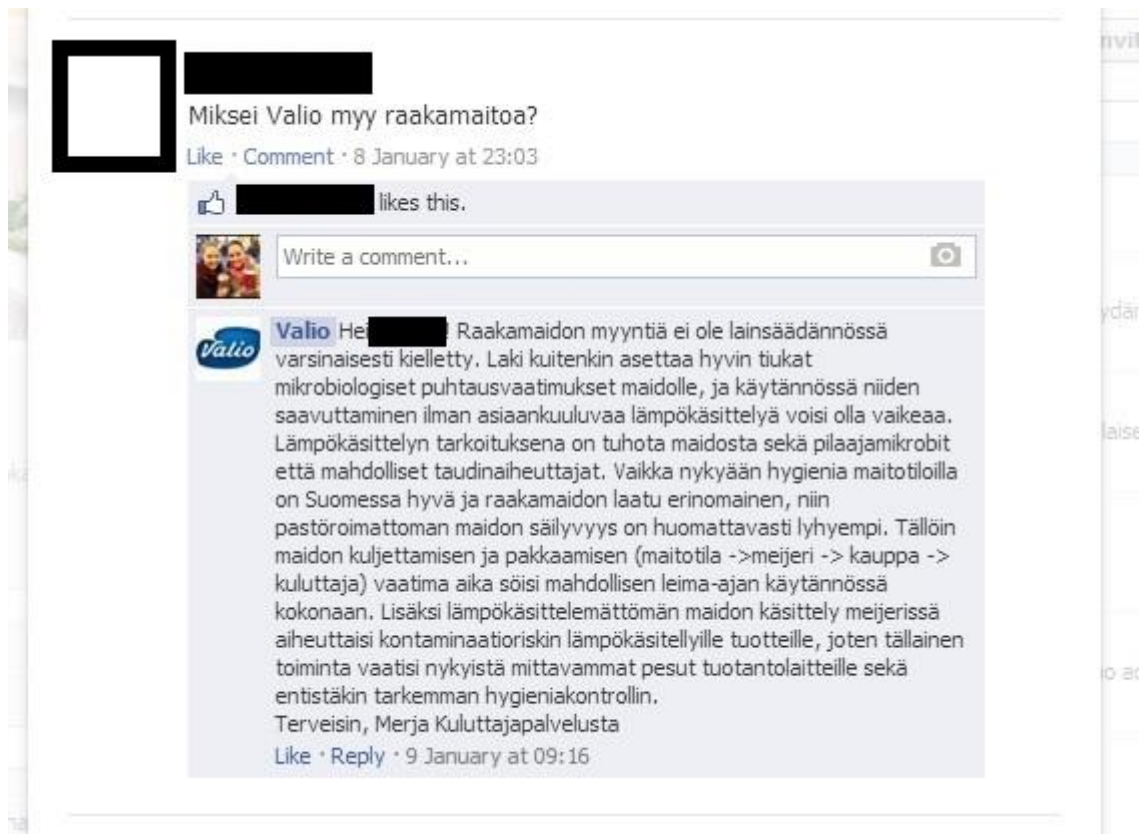 Miksei Valio myy raakamaitoa?
Like · Comment · 8 January at 23:03
likes this.
Write a comment...
Valio
Valio Hei ! Raakamaidon myyntiä ei ole lainsäädännössä
varsinaisesti kielletty. Laki kuitenkin asettaa hyvin tiukat
mikrobiologiset puhtausvaatimukset maidolle, ja käytännössä niiden
saavuttaminen ilman asiaankuuluvaa lämpökäsittelyä voisi olla vaikeaa.
Lämpökäsittelyn tarkoituksena on tuhota maidosta sekä pilaajamikrobit
että mahdolliset taudinaiheuttajat. Vaikka nykyään hygienia maitotiloilla
on Suomessa hyvä ja raakamaidon laatu erinomainen, niin
pastöroimattoman maidon säilyvyys on huomattavasti lyhyempi. Tällöin
maidon kuljettamisen ja pakkaamisen (maitotila ->meijeri -> kauppa ->
kuluttaja) vaatima aika söisi mahdollisen leima-ajan käytännössä
kokonaan. Lisäksi lämpökäsittelemättömän maidon käsittely meijerissä
aiheuttaisi kontaminaatioriskin lämpökäsitellyille tuotteille, joten tällainen
toiminta vaatisi nykyistä mittavammat pesut tuotantolaitteille sekä
entistäkin tarkemman hygieniakontrollin.
Terveisin, Merja Kuluttajapalvelusta
Like · Reply · 9 January at 09:16